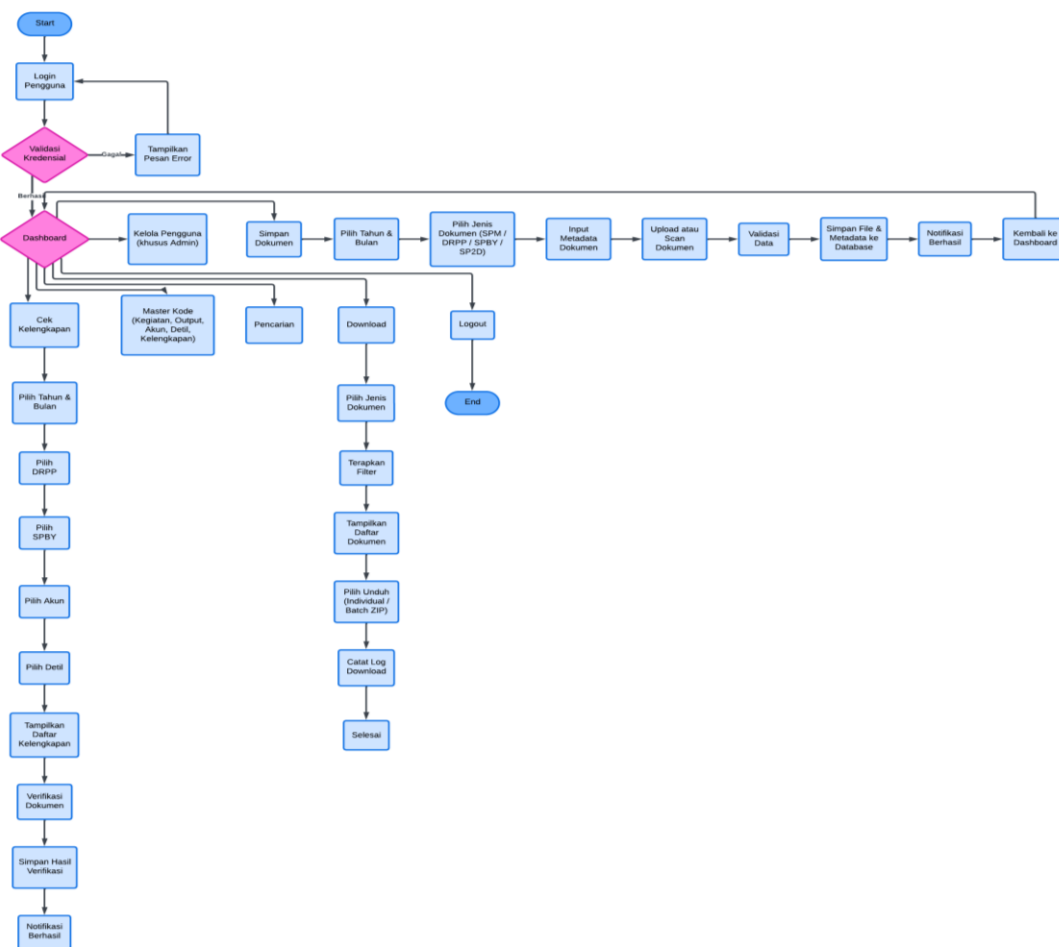 Start
Login
Pengguna
Validasi
Kredensial
Gagal
Tampilkan
Pesan Error
Berhasil
Dashboard
Kelola Pengguna
(khusus Admin)
Simpan
Dokumen
Pilih Tahun &
Bulan
Pilih Jenis
Dokumen (SPM /
DRPP / SPBY /
SP2D)
Input
Metadata
Dokumen
Upload atau
Scan
Dokumen
Validasi
Data
Simpan File &
Metadata ke
Database
Notifikasi
Berhasil
Kembali ke
Dashboard
Cek
Kelengkapan
Master Kode
(Kegiatan, Output,
Akun, Detil,
Kelengkapan)
Pencarian
Download
Logout
End
Pilih Tahun &
Bulan
Pilih
DRPP
Pilih
SPBY
Pilih Akun
Pilih Detil
Tampilkan
Daftar
Kelengkapan
Verifikasi
Dokumen
Simpan Hasil
Verifikasi
Notifikasi
Berhasil
Pilih Jenis
Dokumen
Terapkan
Filter
Tampilkan
Daftar
Dokumen
Pilih Unduh
(Individual /
Batch ZIP)
Catat Log
Download
Selesai